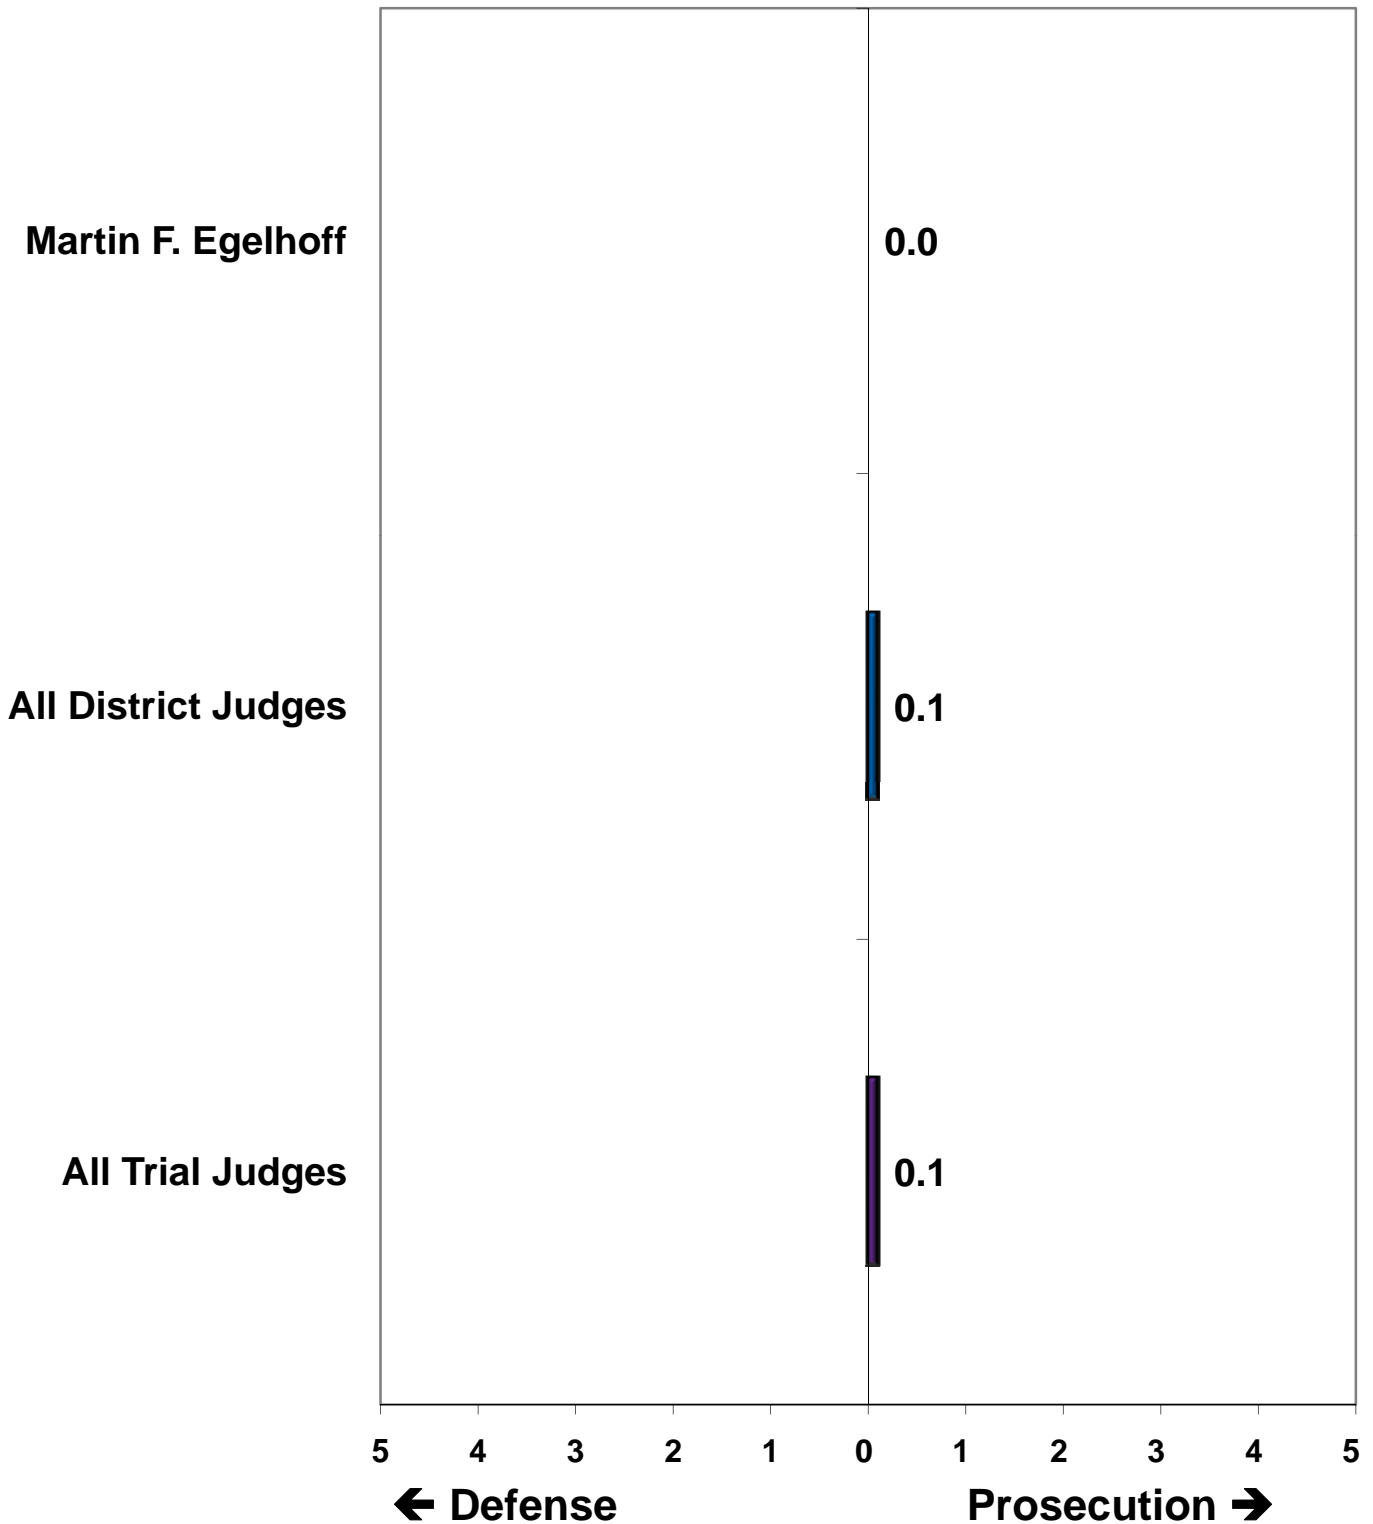 Martin F. Egelhoff 0.0
All District Judges 0.1
All Trial Judges 0.1
5 4 3 2 1 0 1 2 3 4 5
← Defense Prosecution →